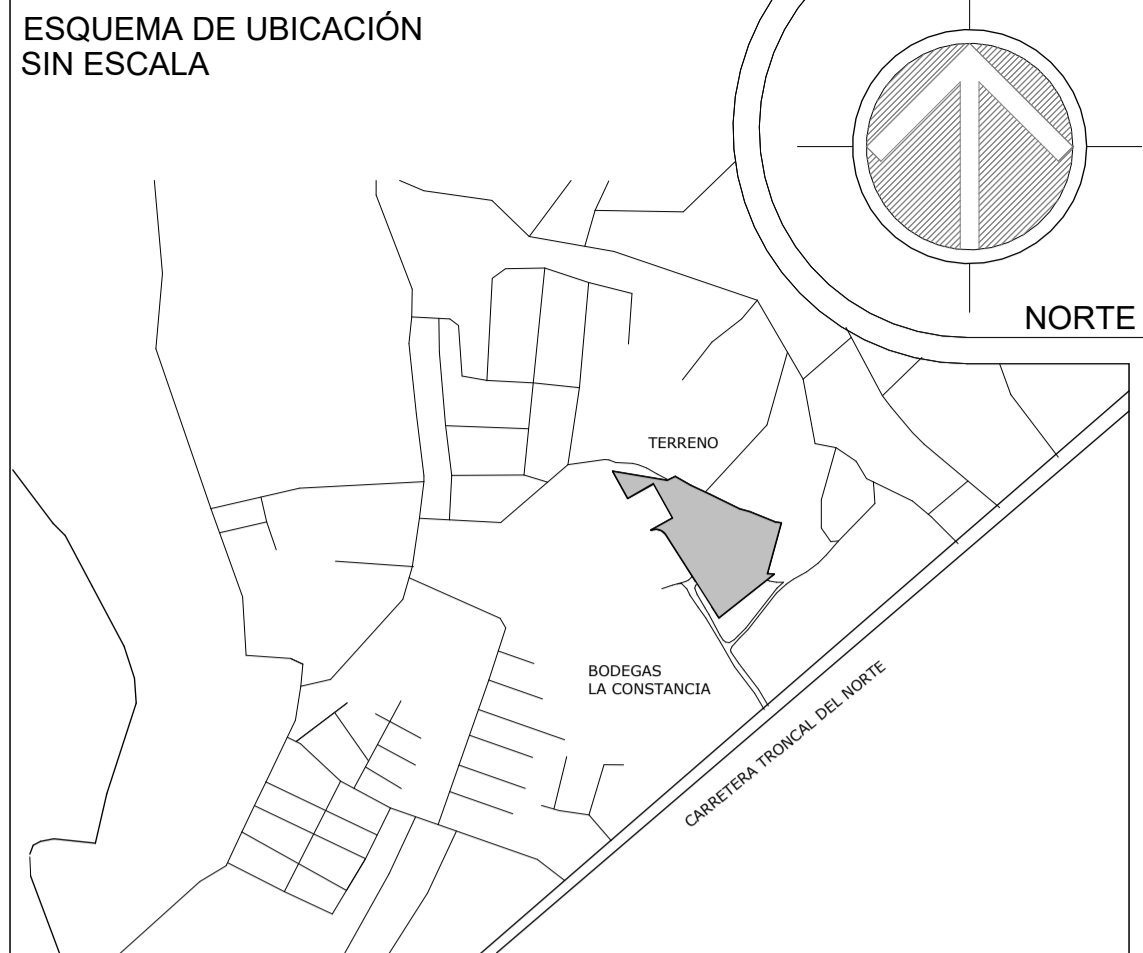 ESQUEMA DE UBICACIÓN
SIN ESCALA
NORTE
TERRENO
BODEGAS
LA CONSTANCIA
CARRETERA TRONCAL DEL NORTE